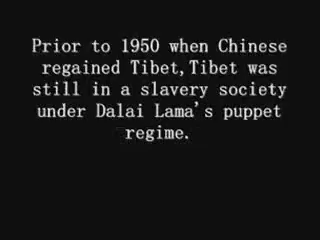 Prior to 1950 when Chinese
regained Tibet,Tibet was
still in a slavery society
under Dalai Lama's puppet
regime.